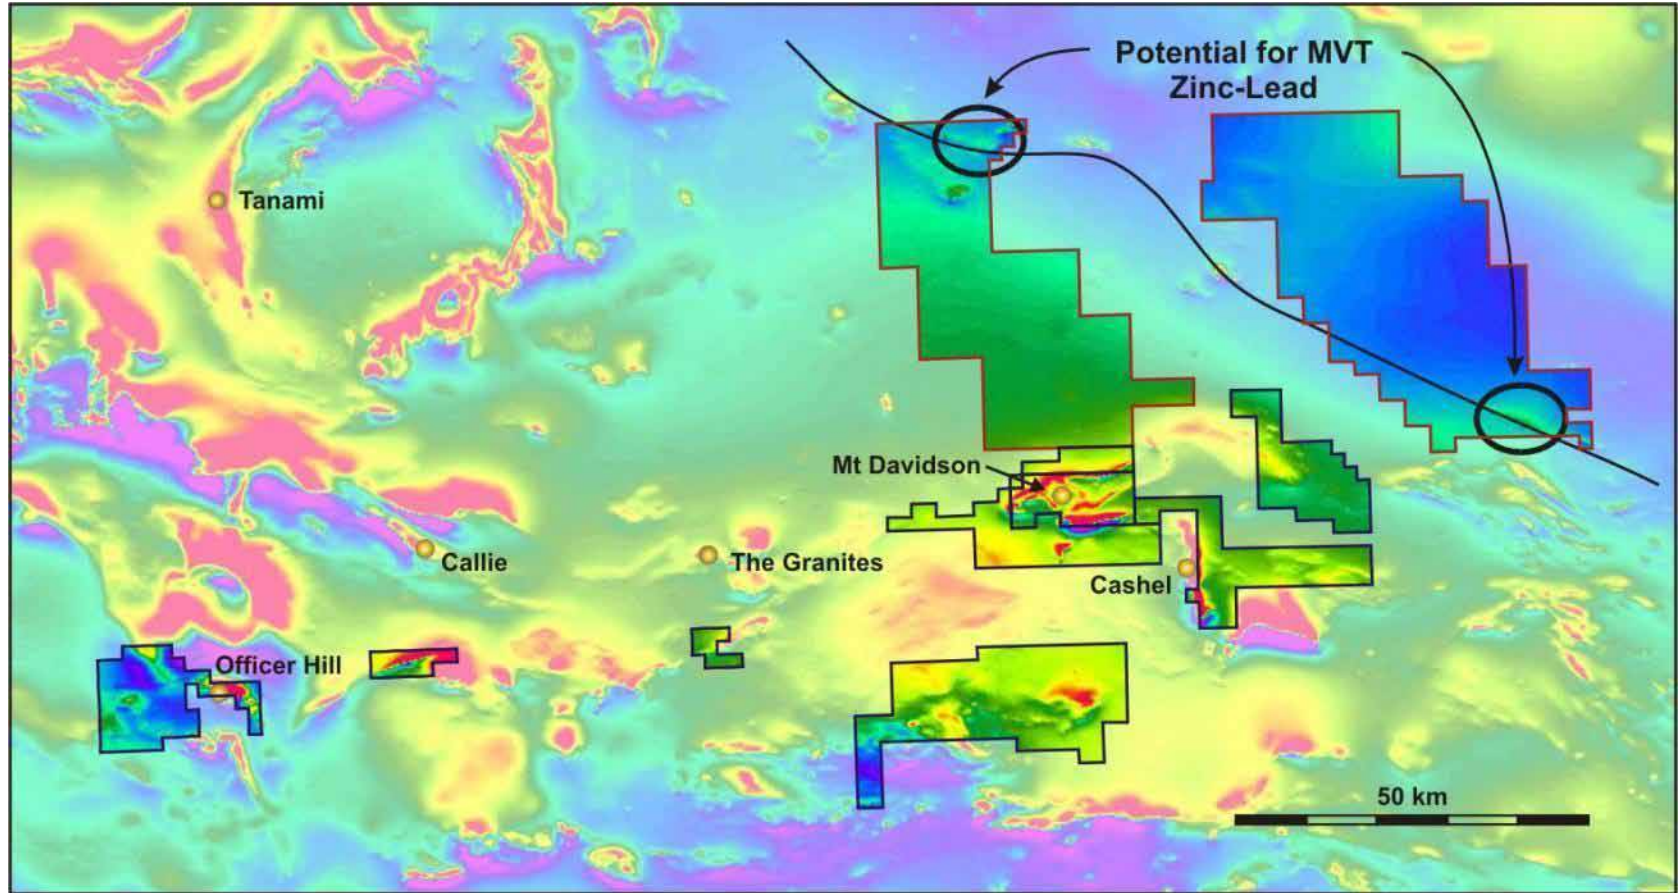 Potential for MVT
Zinc-Lead
Tanami
Mt Davidson
Callie
The Granites
Cashel
Officer Hill
50 km